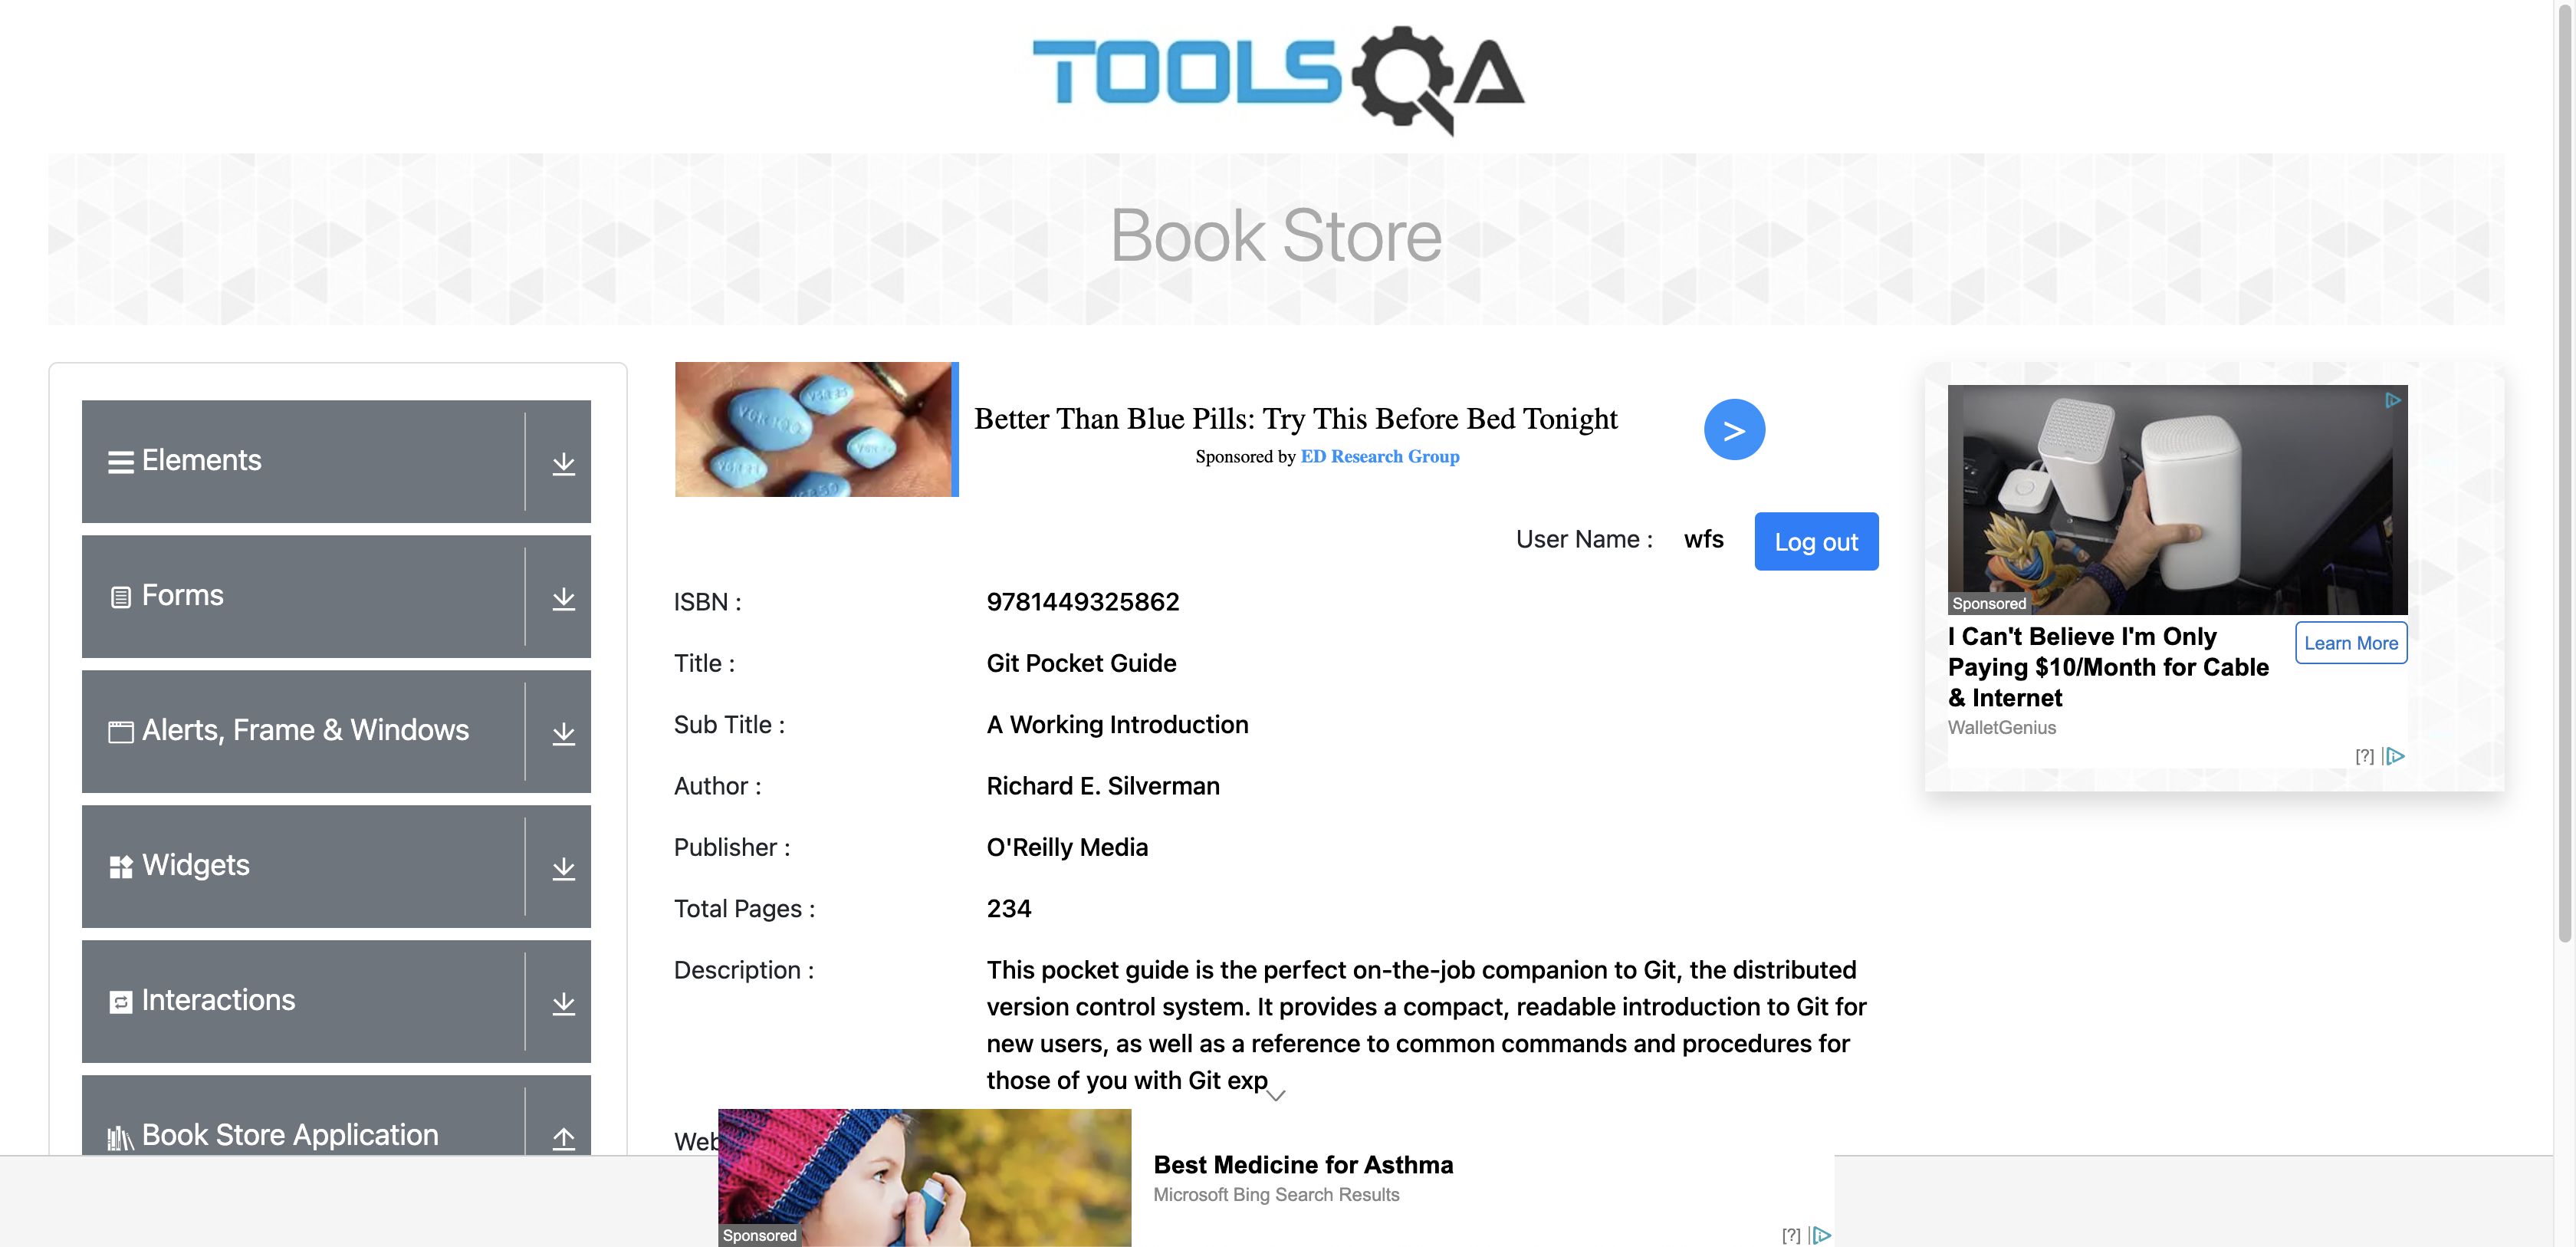 TOOLSQA
Book Store
Elements
Forms
Alerts, Frame & Windows
Widgets
Interactions
Book Store Application
Better Than Blue Pills: Try This Before Bed Tonight
Sponsored by ED Research Group
>
User Name : wfs Log out
ISBN : 9781449325862
Title : Git Pocket Guide
Sub Title : A Working Introduction
Author : Richard E. Silverman
Publisher : O'Reilly Media
Total Pages : 234
Description : This pocket guide is the perfect on-the-job companion to Git, the distributed
version control system. It provides a compact, readable introduction to Git for
new users, as well as a reference to common commands and procedures for
those of you with Git exp
Web
Sponsored
Best Medicine for Asthma
Microsoft Bing Search Results
[?]
Sponsored
I Can't Believe I'm Only
Paying $10/Month for Cable
& Internet
Learn More
WalletGenius
[?]